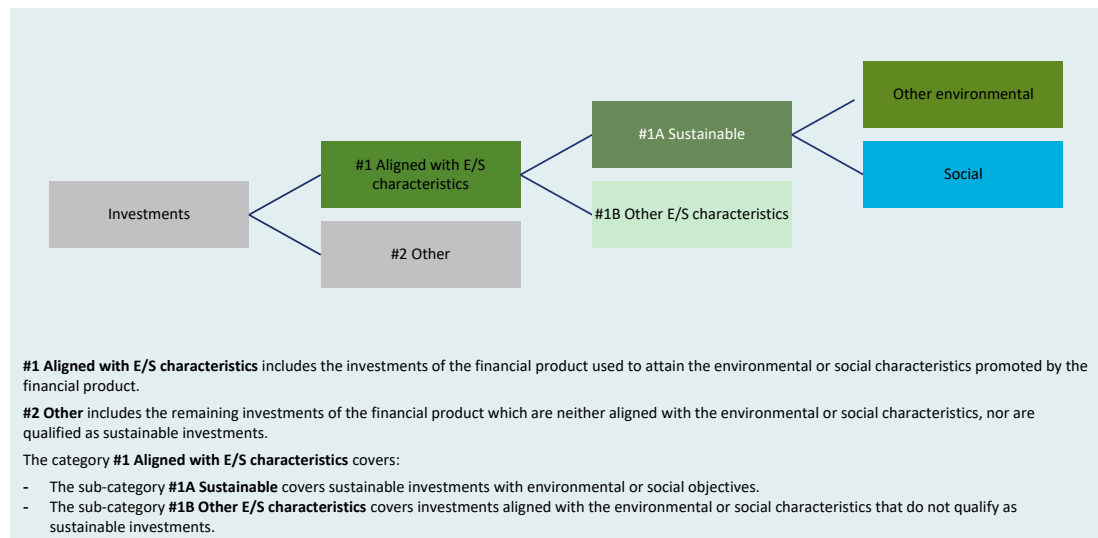 Other environmental
#1A Sustainable
#1 Aligned with E/S
characteristics
Social
Investments
#1B Other E/S characteristics
#2 Other
#1 Aligned with E/S characteristics includes the investments of the financial product used to attain the environmental or social characteristics promoted by the
financial product.
#2 Other includes the remaining investments of the financial product which are neither aligned with the environmental or social characteristics, nor are
qualified as sustainable investments.
The category #1 Aligned with E/S characteristics covers:
- The sub-category #1A Sustainable covers sustainable investments with environmental or social objectives.
- The sub-category #1B Other E/S characteristics covers investments aligned with the environmental or social characteristics that do not qualify as
sustainable investments.